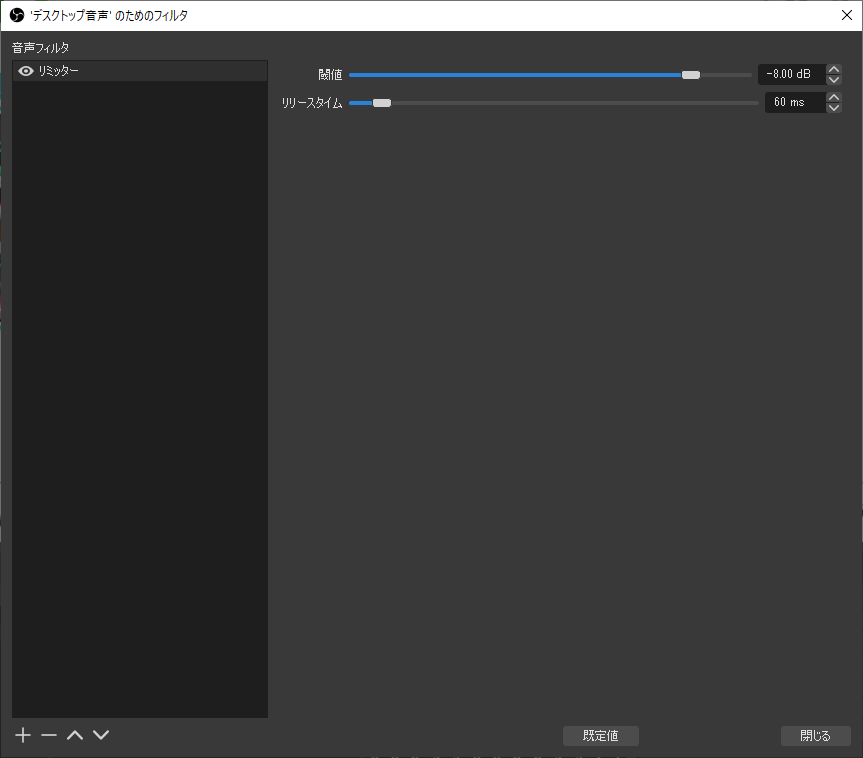 'デスクトップ音声' のためのフィルタ
音声フィルタ
リミッター
閾値 -8.00 dB
リリースタイム 60 ms
既定値 閉じる